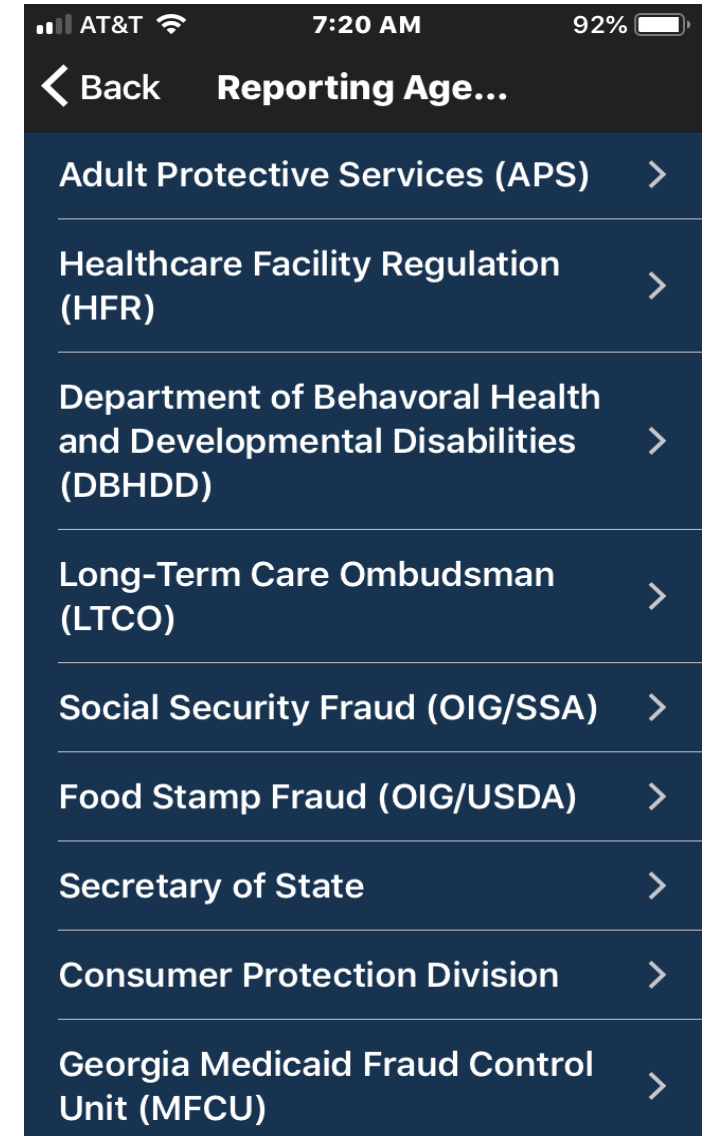 AT&T 7:20 AM 92%
Back Reporting Age...
Adult Protective Services (APS)
Healthcare Facility Regulation
(HFR)
Department of Behavoral Health
and Developmental Disabilities
(DBHDD)
Long-Term Care Ombudsman
(LTCO)
Social Security Fraud (OIG/SSA)
Food Stamp Fraud (OIG/USDA)
Secretary of State
Consumer Protection Division
Georgia Medicaid Fraud Control
Unit (MFCU)